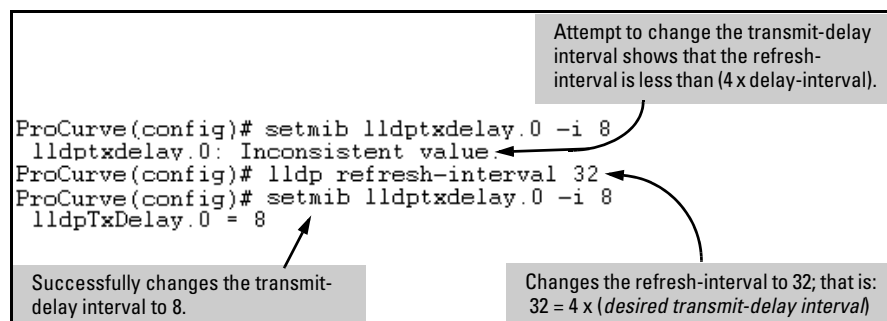 Attempt to change the transmit-delay
interval shows that the refresh-
interval is less than (4 x delay-interval).
ProCurve(config)# setmib lldptxdelay.0 -i 8
lldptxdelay.0: Inconsistent value.
ProCurve(config)# lldp refresh-interval 32
ProCurve(config)# setmib lldptxdelay.0 -i 8
lldpTxDelay.0 = 8
Successfully changes the transmit-
delay interval to 8.
Changes the refresh-interval to 32; that is:
32 = 4 x (desired transmit-delay interval)